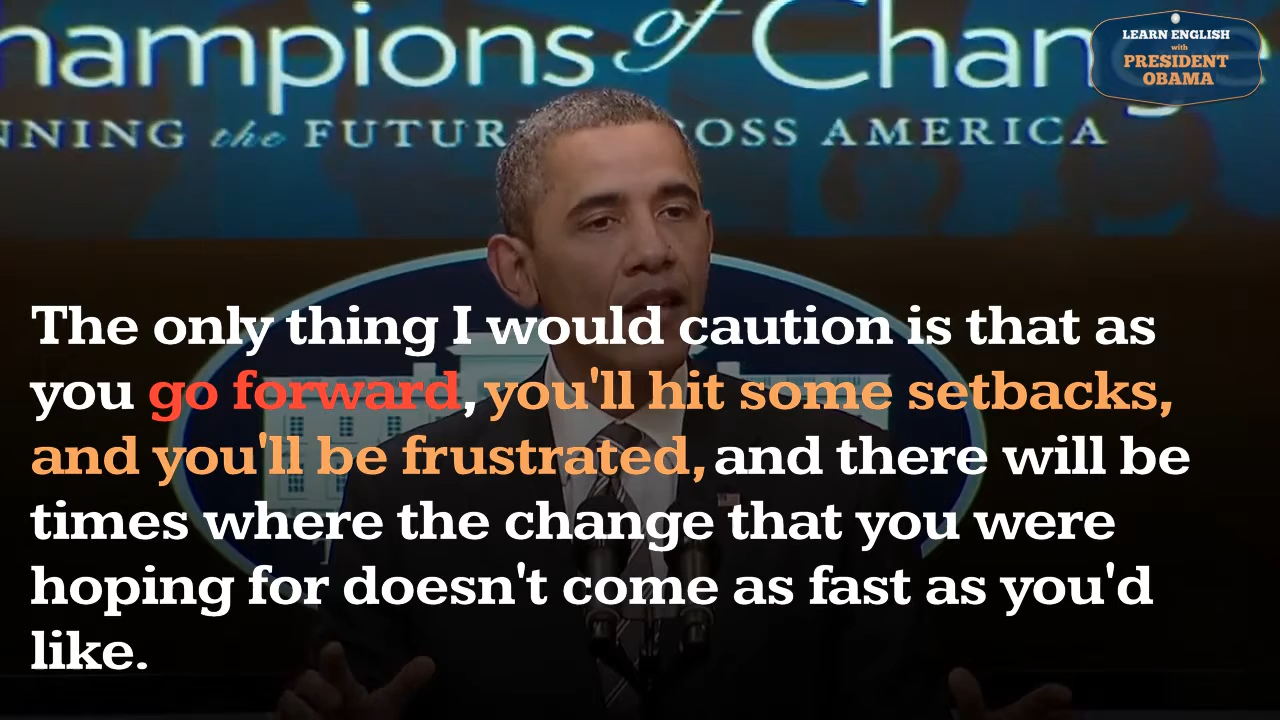 hampions of Chan
LEARN ENGLISH
with
PRESIDENT
OBAMA
NNING the FUTUR OSS AMERICA
The only thing I would caution is that as
you go forward, you'll hit some setbacks,
and you'll be frustrated, and there will be
times where the change that you were
hoping for doesn't come as fast as you'd
like.